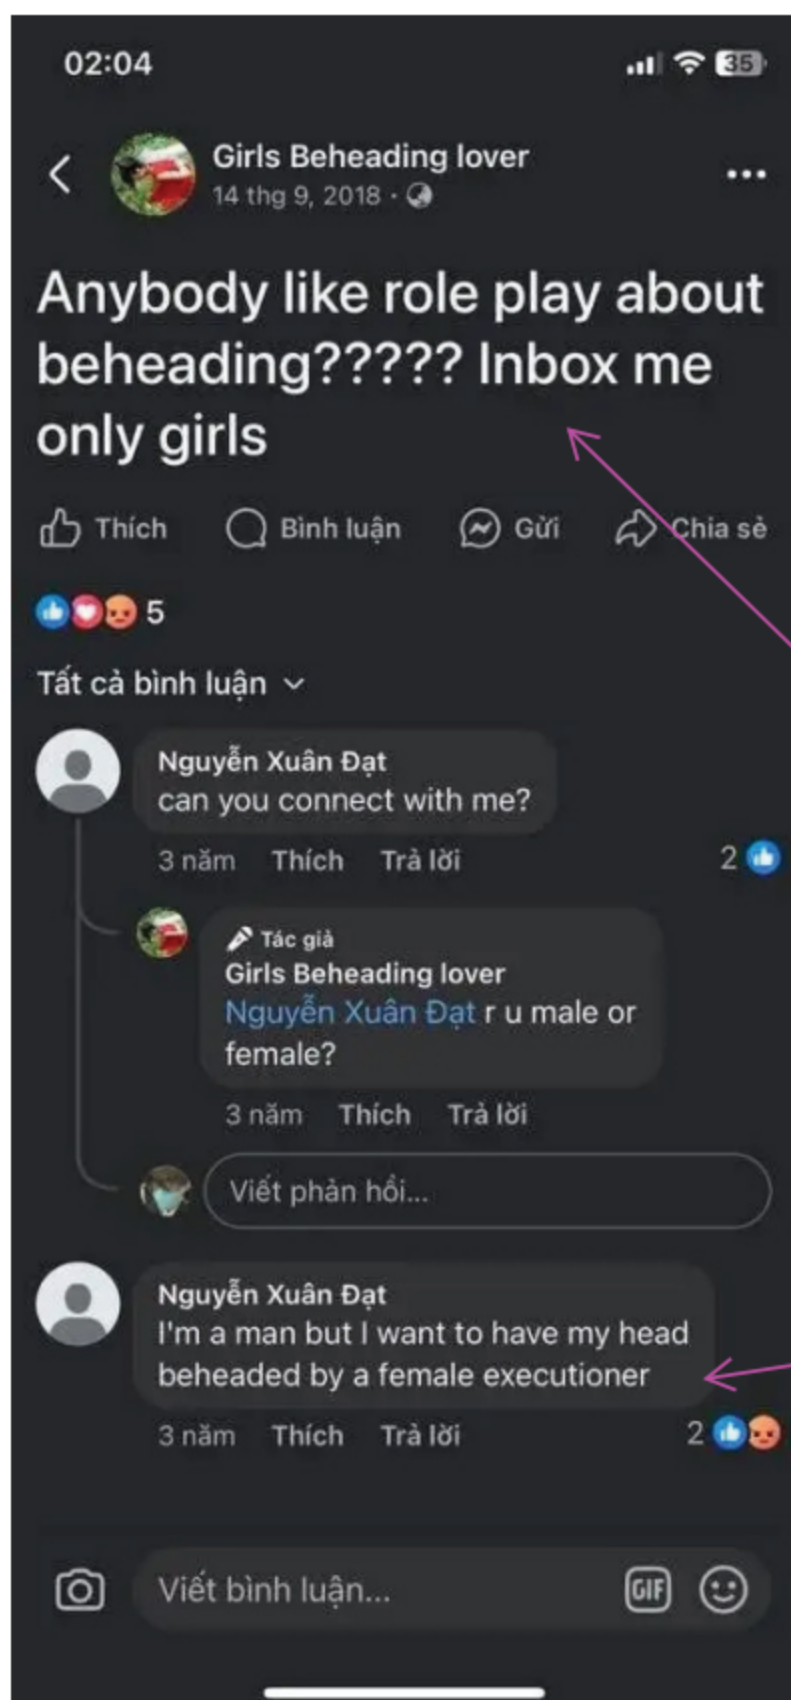 02:04
35
Girls Beheading lover
14 thg 9, 2018 ·
Anybody like role play about
beheading????? Inbox me
only girls
Thích
Bình luận
Gửi
Chia sẻ
5
Tất cả bình luận
Nguyễn Xuân Đạt
can you connect with me?
3 năm Thích Trả lời 2
Tác giả
Girls Beheading lover
Nguyễn Xuân Đạt r u male or
female?
3 năm Thích Trả lời
Viết phản hồi...
Nguyễn Xuân Đạt
I'm a man but I want to have my head
beheaded by a female executioner
3 năm Thích Trả lời 2
Viết bình luận...
GIF